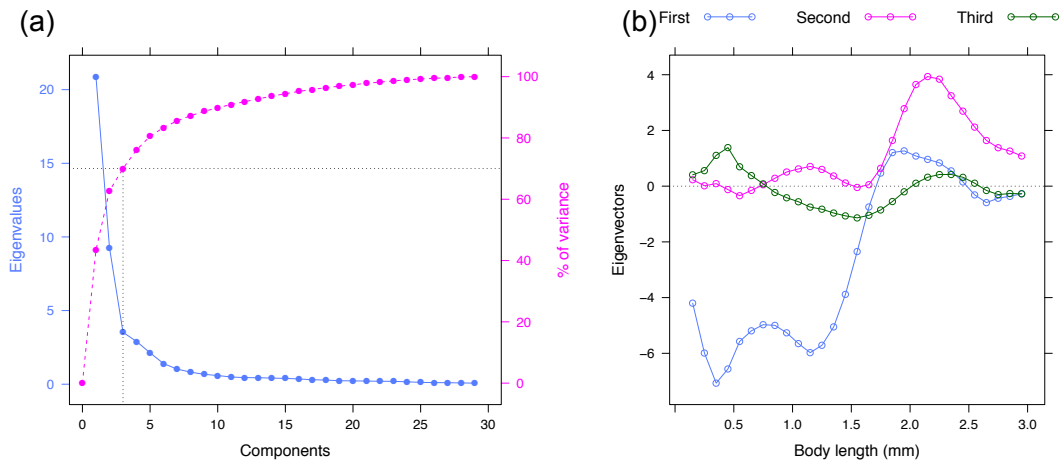 (a)
20
15
10
5
0
Eigenvalues
100
80
60
40
20
0
% of variance
0 5 10 15 20 25 30
Components
(b)
First Second Third
4
2
0
-2
-4
-6
Eigenvectors
0.5 1.0 1.5 2.0 2.5 3.0
Body length (mm)